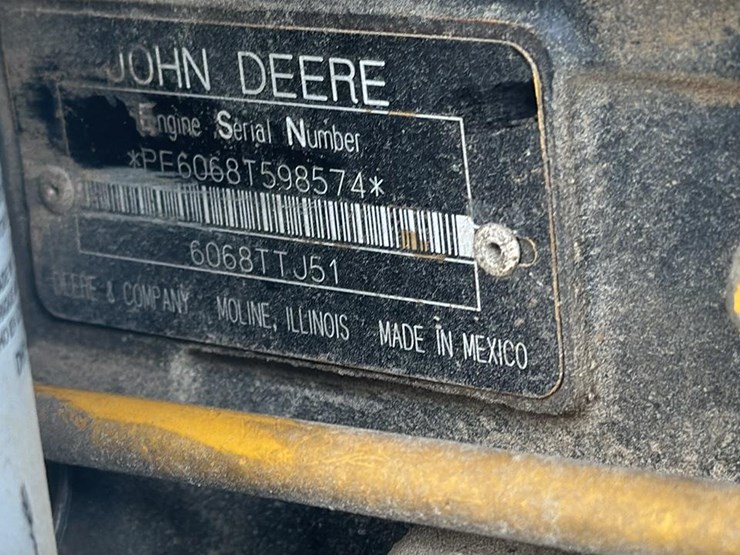 JOHN DEERE
Engine Serial Number
*PE6068T598574*
6068TTJ51
DEERE & COMPANY MOLINE, ILLINOIS MADE IN MEXICO